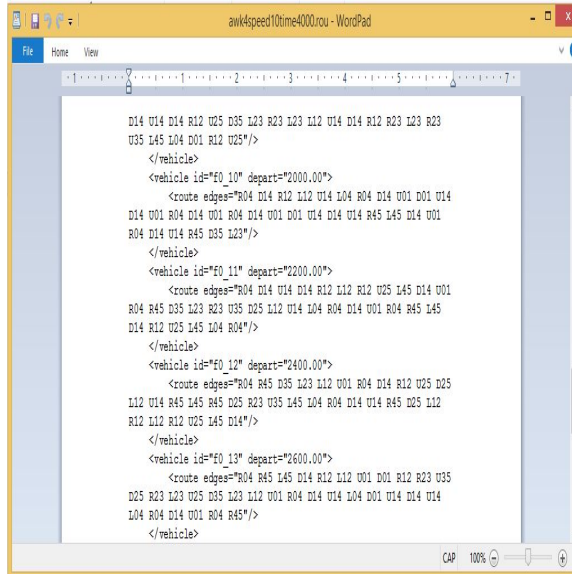 awk4speed10time4000.rou - WordPad
File Home View
1 1 2 3 4 5 7
D14 U14 D14 R12 U25 D35 L23 R23 L23 L12 U14 D14 R12 R23 L23 R23
U35 L45 L04 D01 R12 U25"/>
</vehicle>
<vehicle id="f0_10" depart="2000.00">
<route edges="R04 D14 R12 L12 U14 L04 R04 D14 U01 D01 U14
D14 U01 R04 D14 U01 R04 D14 U01 D01 U14 D14 U14 R45 L45 D14 U01
R04 D14 U14 R45 D35 L23"/>
</vehicle>
<vehicle id="f0_11" depart="2200.00">
<route edges="R04 D14 U14 D14 R12 L12 R12 U25 L45 D14 U01
R04 R45 D35 L23 R23 U35 D25 L12 U14 L04 R04 D14 U01 R04 R45 L45
D14 R12 U25 L45 L04 R04"/>
</vehicle>
<vehicle id="f0_12" depart="2400.00">
<route edges="R04 R45 D35 L23 L12 U01 R04 D14 R12 U25 D25
L12 U14 R45 L45 R45 D25 R23 U35 L45 L04 R04 D14 U14 R45 D25 L12
R12 L12 R12 U25 L45 D14"/>
</vehicle>
<vehicle id="f0_13" depart="2600.00">
<route edges="R04 R45 L45 D14 R12 L12 U01 D01 R12 R23 U35
D25 R23 L23 U25 D35 L23 L12 U01 R04 D14 U14 L04 D01 U14 D14 U14
L04 R04 D14 U01 R04 R45"/>
</vehicle>
CAP 100%